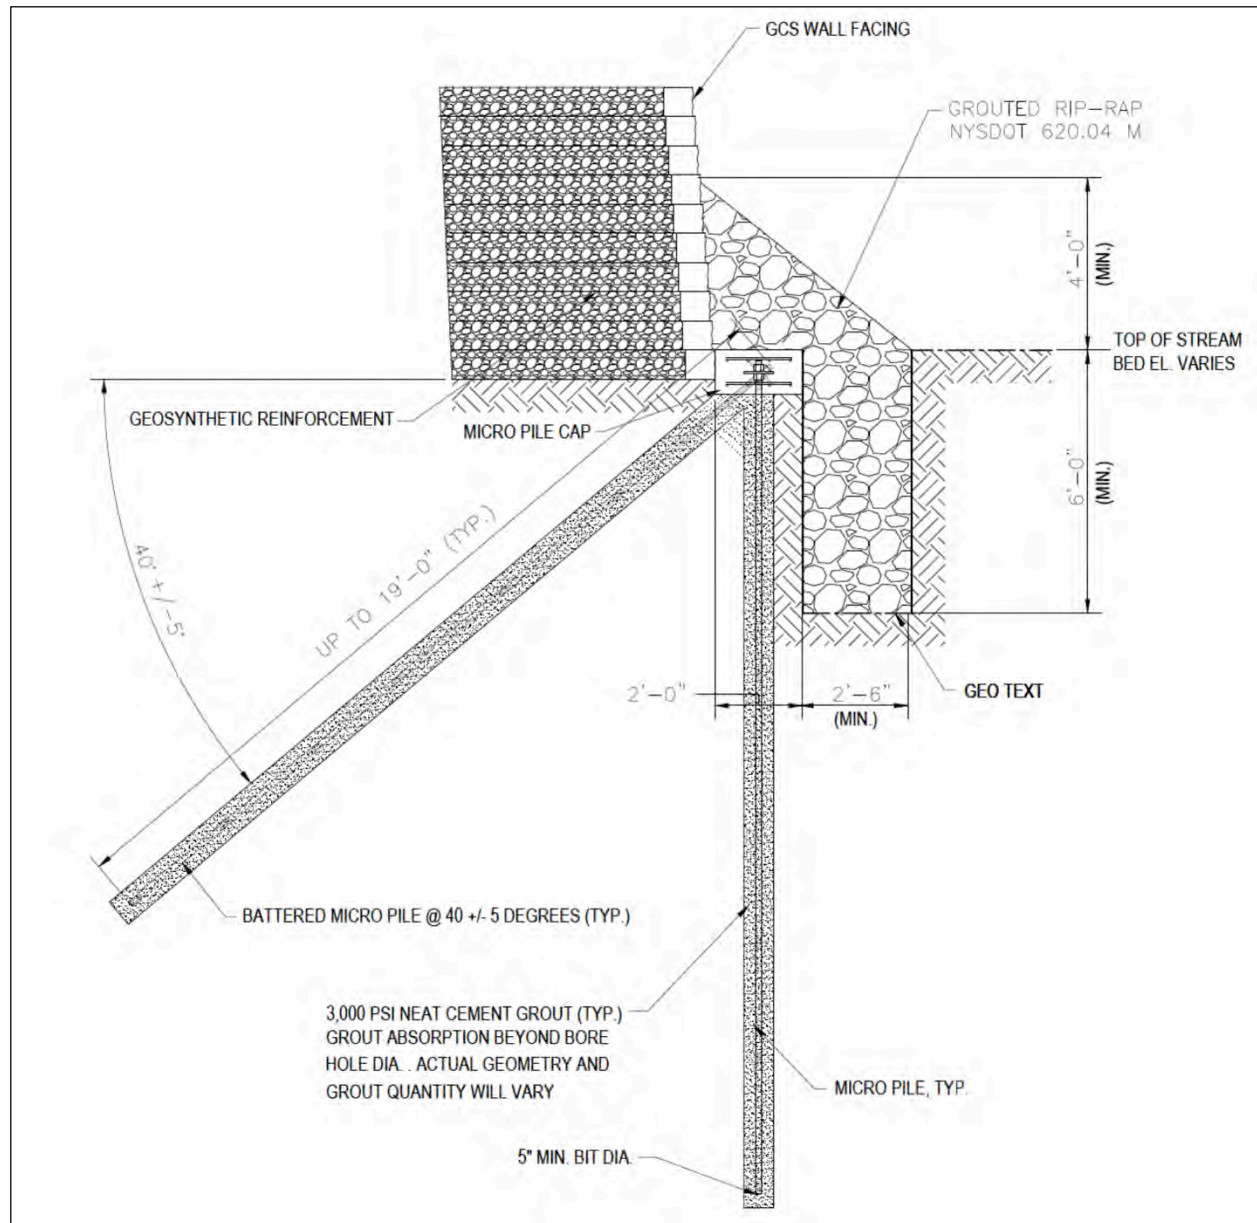 GCS WALL FACING
GROUTED RIP-RAP
NYSDOT 620.04 M
4'-0"
(MIN.)
TOP OF STREAM
BED EL. VARIES
GEOSYNTHETIC REINFORCEMENT
MICRO PILE CAP
6'-0"
(MIN.)
40° +/-5°
UP TO 19'-0" (TYP.)
2'-0"
2'-6"
(MIN.)
GEO TEXT
BATTERED MICRO PILE @ 40 +/- 5 DEGREES (TYP.)
3,000 PSI NEAT CEMENT GROUT (TYP.)
GROUT ABSORPTION BEYOND BORE
HOLE DIA. . ACTUAL GEOMETRY AND
GROUT QUANTITY WILL VARY
MICRO PILE, TYP.
5" MIN. BIT DIA.